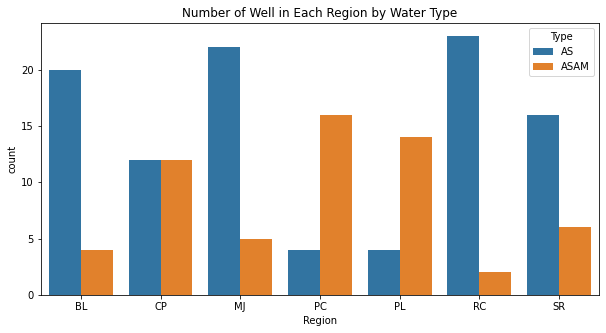 Number of Well in Each Region by Water Type
Type
AS
ASAM
count
20
15
10
5
0
BL CP MJ PC PL RC SR
Region